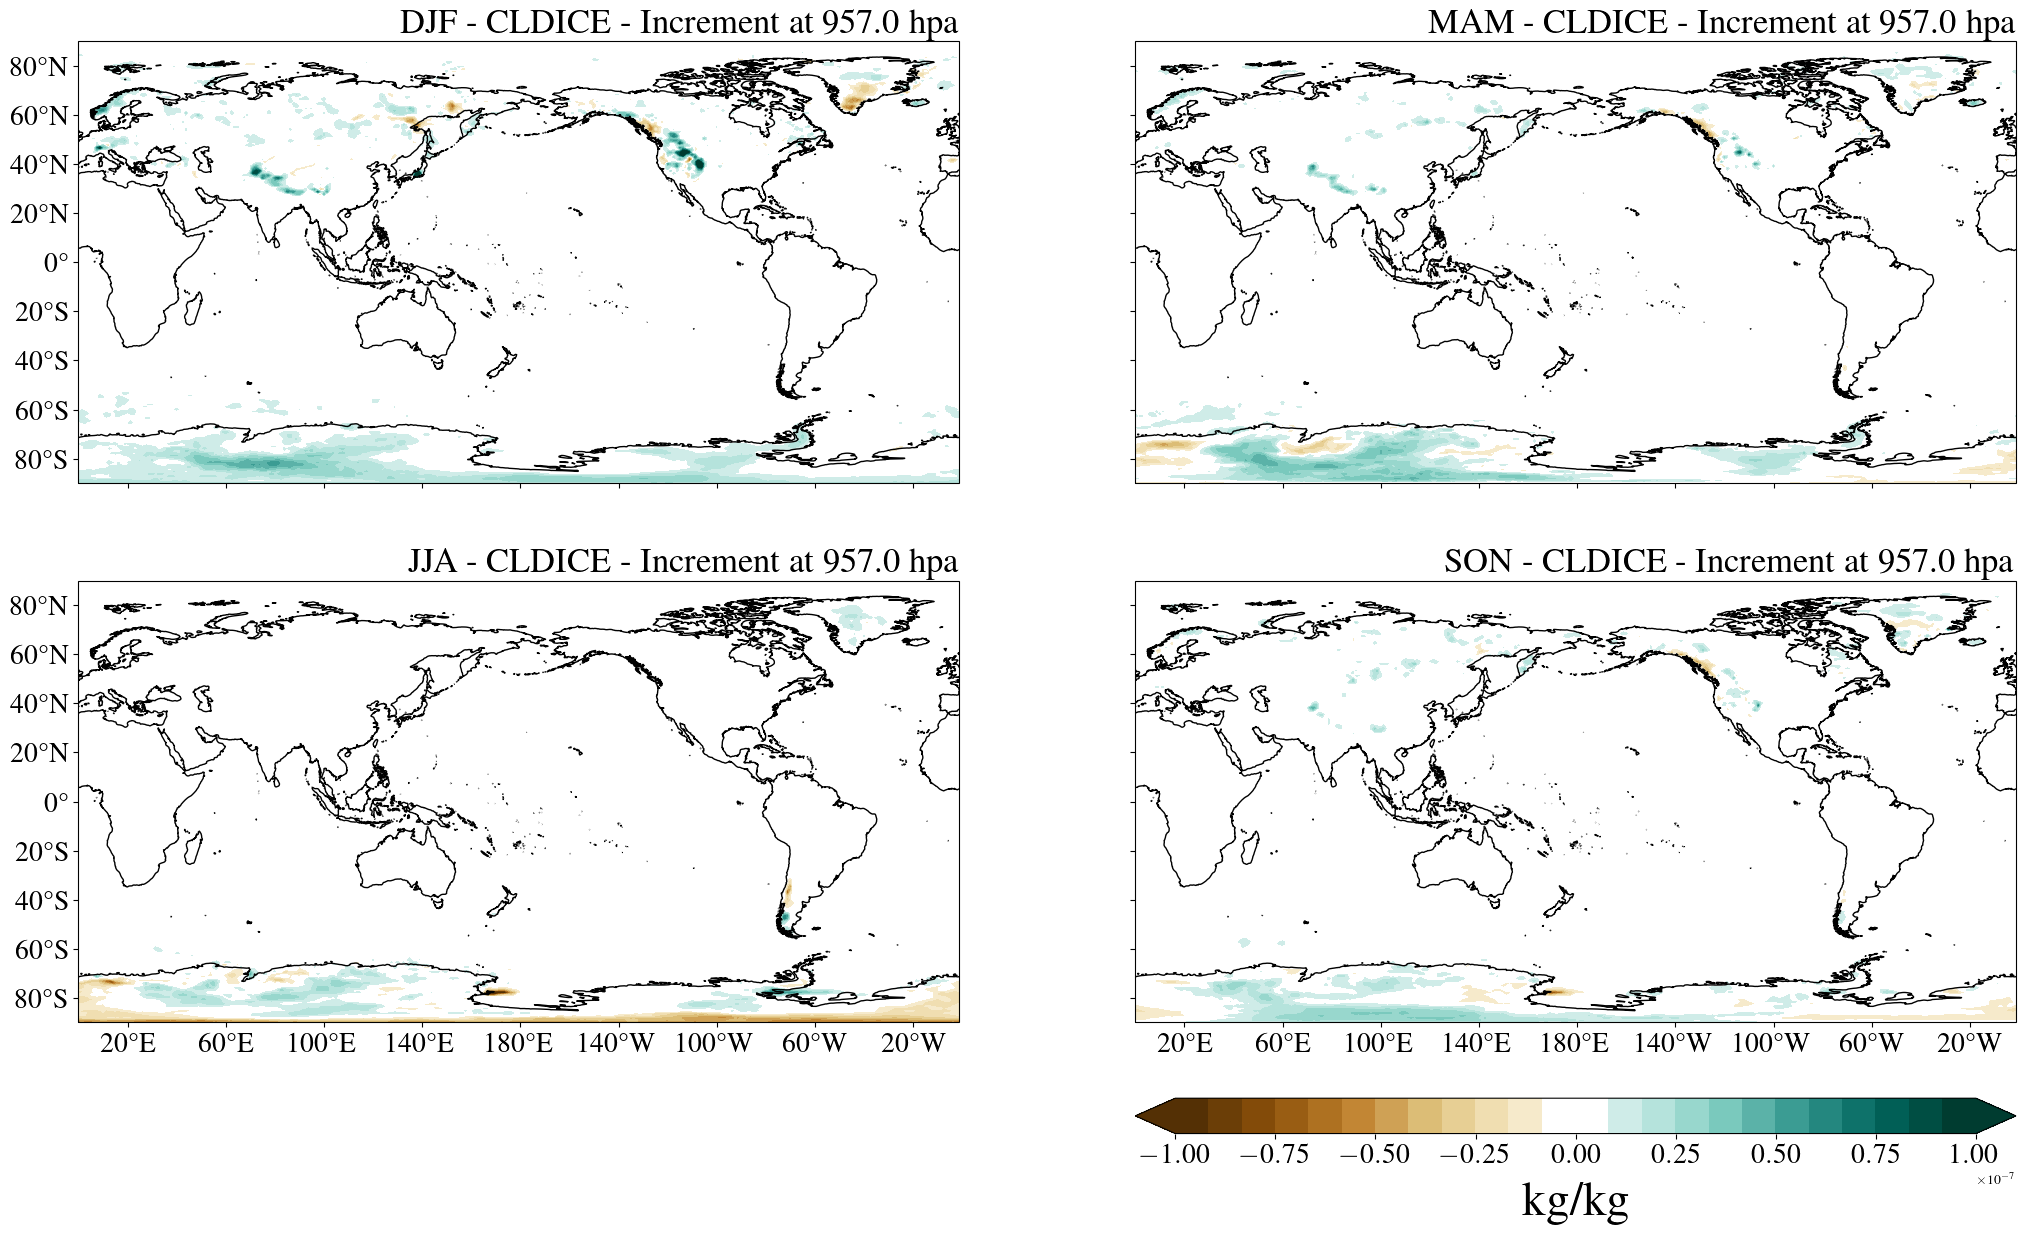 DJF - CLDICE - Increment at 957.0 hpa
MAM - CLDICE - Increment at 957.0 hpa
80°N
60°N
40°N
20°N
0°
20°S
40°S
60°S
80°S
JJA - CLDICE - Increment at 957.0 hpa
SON - CLDICE - Increment at 957.0 hpa
80°N
60°N
40°N
20°N
0°
20°S
40°S
60°S
80°S
20°E 60°E 100°E 140°E 180°E 140°W 100°W 60°W 20°W
20°E 60°E 100°E 140°E 180°E 140°W 100°W 60°W 20°W
−1.00 −0.75 −0.50 −0.25 0.00 0.25 0.50 0.75 1.00
×10⁻⁷
kg/kg